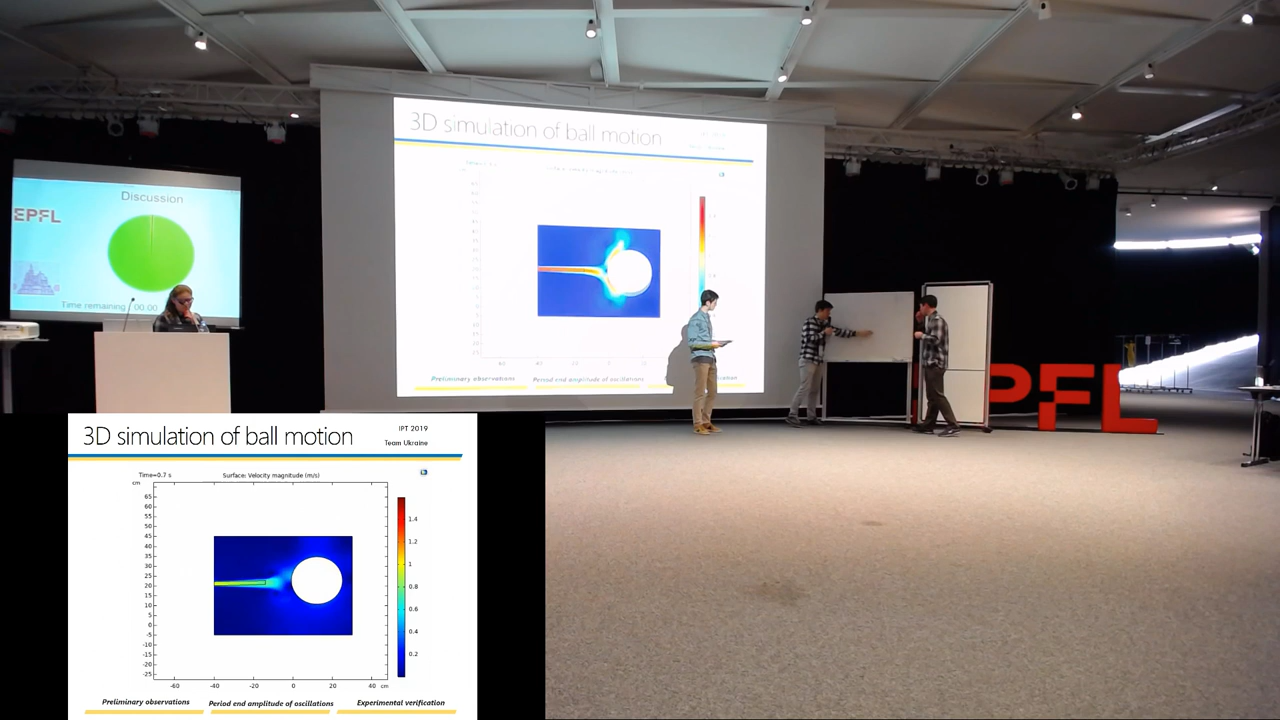 Discussion
EPFL
Time remaining : 00:00
3D simulation of ball motion
IPT 2019
Preliminary observations
Period end amplitude of oscillations
EPFL
3D simulation of ball motion
IPT 2019
Team Ukraine
Time=0.7 s
Surface: Velocity magnitude (m/s)
cm
65
60
55
50
45
40
35
30
25
20
15
10
5
0
-5
-10
-15
-20
-25
-60
-40
-20
0
20
40
cm
1.4
1.2
1
0.8
0.6
0.4
0.2
Preliminary observations
Period end amplitude of oscillations
Experimental verification